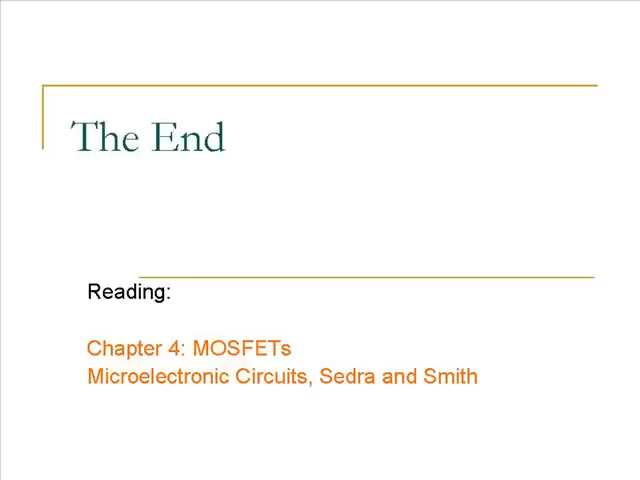 The End
Reading:
Chapter 4: MOSFETs
Microelectronic Circuits, Sedra and Smith